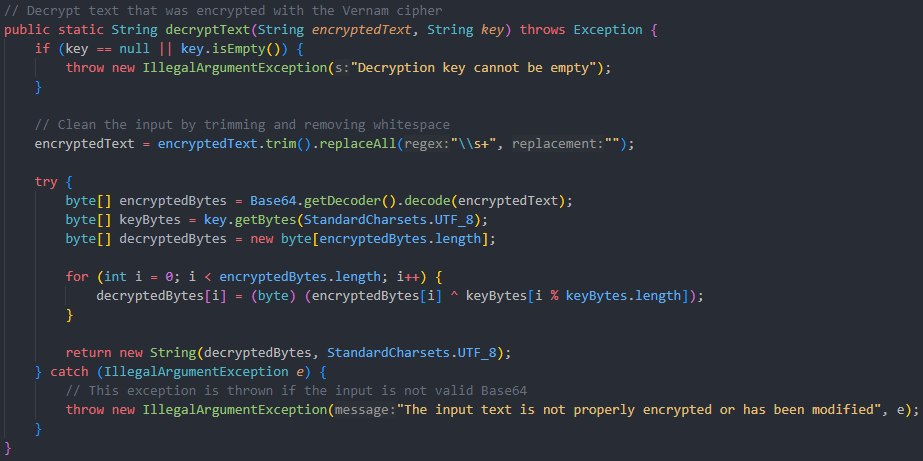 // Decrypt text that was encrypted with the Vernam cipher
public static String decryptText(String encryptedText, String key) throws Exception {
    if (key == null || key.isEmpty()) {
        throw new IllegalArgumentException(s:"Decryption key cannot be empty");
    }

    // Clean the input by trimming and removing whitespace
    encryptedText = encryptedText.trim().replaceAll(regex:"\\s+", replacement:"");

    try {
        byte[] encryptedBytes = Base64.getDecoder().decode(encryptedText);
        byte[] keyBytes = key.getBytes(StandardCharsets.UTF_8);
        byte[] decryptedBytes = new byte[encryptedBytes.length];

        for (int i = 0; i < encryptedBytes.length; i++) {
            decryptedBytes[i] = (byte) (encryptedBytes[i] ^ keyBytes[i % keyBytes.length]);
        }

        return new String(decryptedBytes, StandardCharsets.UTF_8);
    } catch (IllegalArgumentException e) {
        // This exception is thrown if the input is not valid Base64
        throw new IllegalArgumentException(message:"The input text is not properly encrypted or has been modified", e);
    }
}